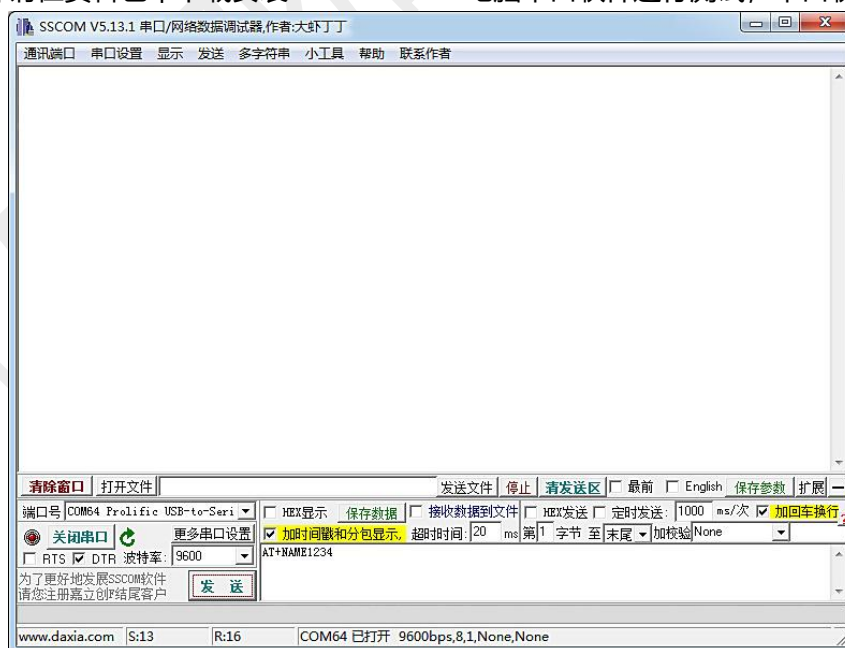 SSCOM V5.13.1 串口/网络数据调试器,作者:大虾丁丁
通讯端口 串口设置 显示 发送 多字符串 小工具 帮助 联系作者
清除窗口 打开文件 发送文件 停止 清发送区 最前 English 保存参数 扩展 —
端口号 COM64 Prolific USB-to-Seri HEX显示 保存数据 接收数据到文件 HEX发送 定时发送: 1000 ms/次 加回车换行
关闭串口 更多串口设置 加时间戳和分包显示, 超时时间: 20 ms 第 1 字节 至 末尾 加校验 None
RTS DTR 波特率: 9600 AT+NAME1234
为了更好地发展SSCOM软件
请您注册嘉立创F结尾客户
发 送
www.daxia.com S:13 R:16 COM64 已打开 9600bps,8,1,None,None